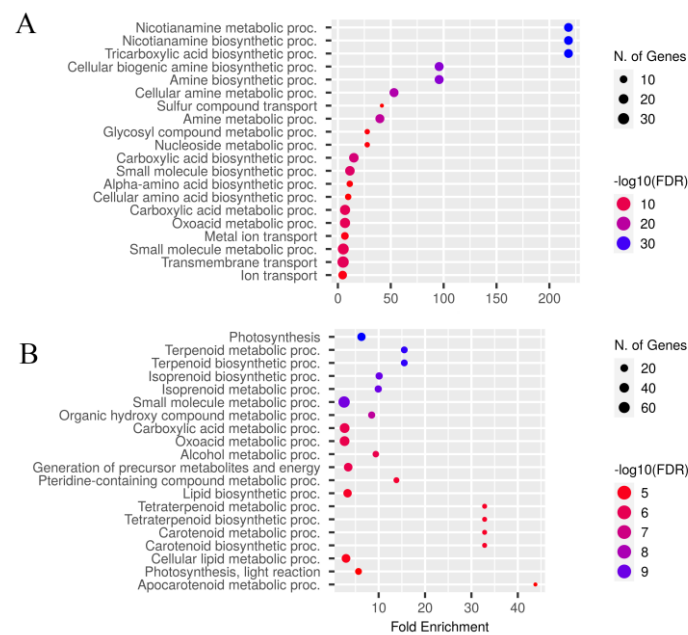 A
Nicotianamine metabolic proc.
Nicotianamine biosynthetic proc.
Tricarboxylic acid biosynthetic proc.
Cellular biogenic amine biosynthetic proc.
Amine biosynthetic proc.
Cellular amine metabolic proc.
Sulfur compound transport
Amine metabolic proc.
Glycosyl compound metabolic proc.
Nucleoside metabolic proc.
Carboxylic acid biosynthetic proc.
Small molecule biosynthetic proc.
Alpha-amino acid biosynthetic proc.
Cellular amino acid biosynthetic proc.
Carboxylic acid metabolic proc.
Oxoacid metabolic proc.
Metal ion transport
Small molecule metabolic proc.
Transmembrane transport
Ion transport
0 50 100 150 200
N. of Genes
10
20
30
-log10(FDR)
10
20
30
B
Photosynthesis
Terpenoid metabolic proc.
Terpenoid biosynthetic proc.
Isoprenoid biosynthetic proc.
Isoprenoid metabolic proc.
Small molecule metabolic proc.
Organic hydroxy compound metabolic proc.
Carboxylic acid metabolic proc.
Oxoacid metabolic proc.
Alcohol metabolic proc.
Generation of precursor metabolites and energy
Pteridine-containing compound metabolic proc.
Lipid biosynthetic proc.
Tetraterpenoid metabolic proc.
Tetraterpenoid biosynthetic proc.
Carotenoid metabolic proc.
Carotenoid biosynthetic proc.
Cellular lipid metabolic proc.
Photosynthesis, light reaction
Apocarotenoid metabolic proc.
10 20 30 40
Fold Enrichment
N. of Genes
20
40
60
-log10(FDR)
5
6
7
8
9